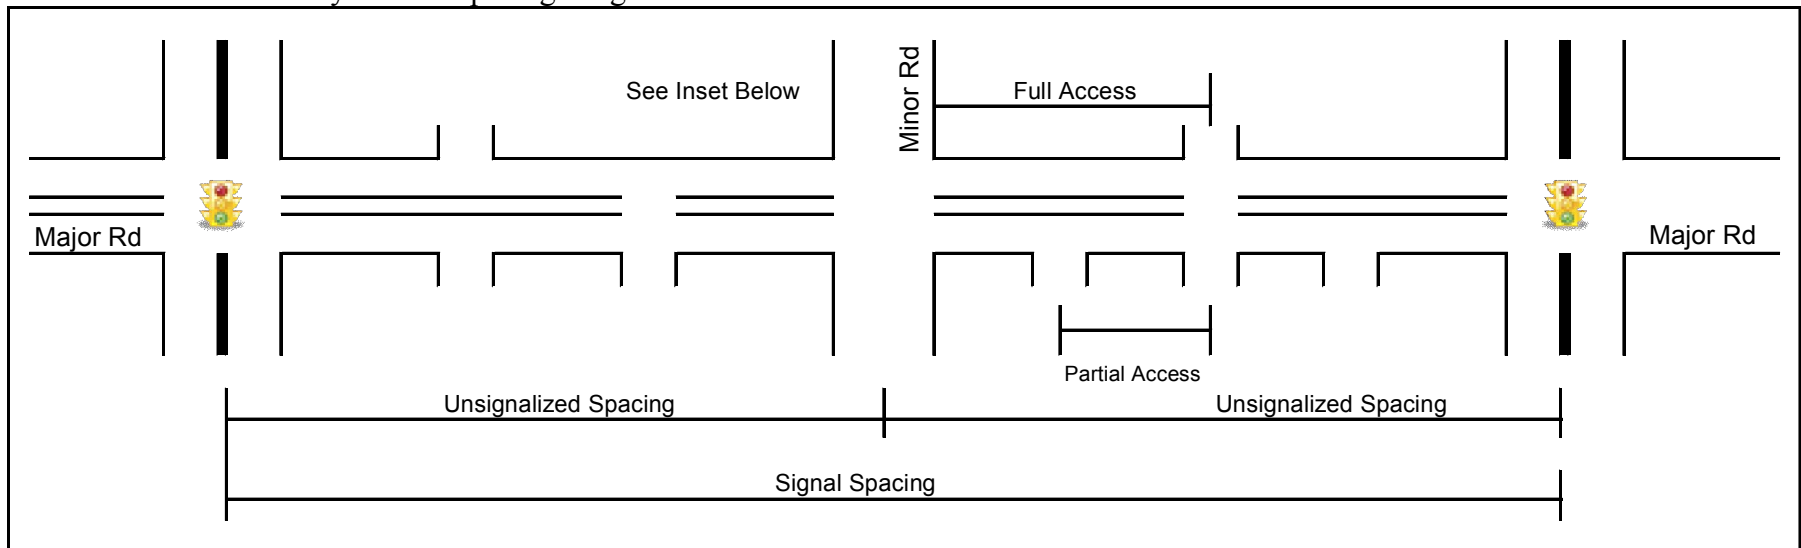 See Inset Below
Minor Rd
Full Access
Major Rd
Major Rd
Partial Access
Unsignalized Spacing
Unsignalized Spacing
Signal Spacing